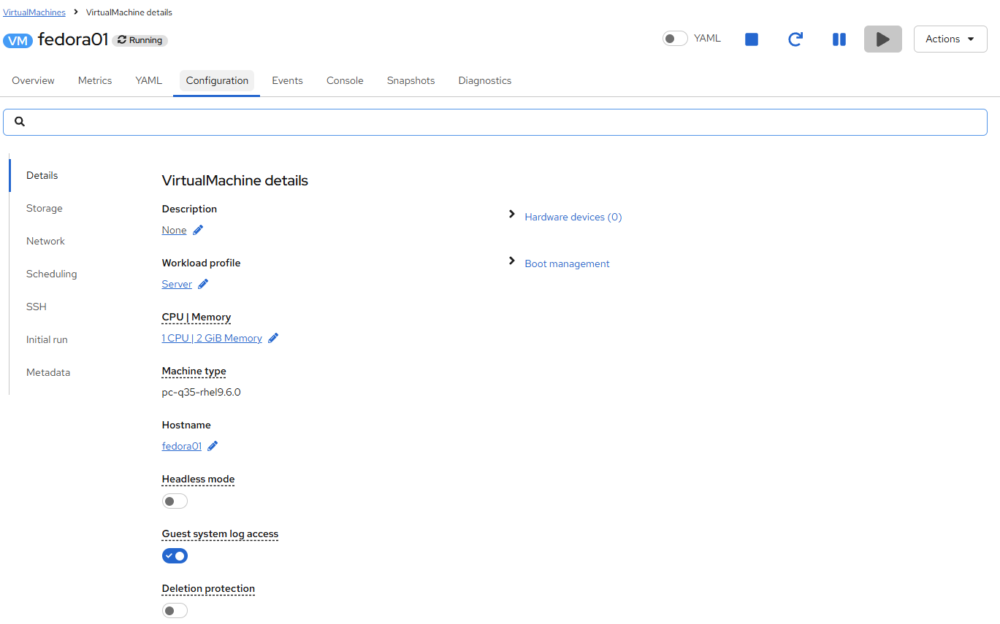 VirtualMachines > VirtualMachine details
VM fedora01 Running
YAML
Actions
Overview Metrics YAML Configuration Events Console Snapshots Diagnostics
Details
Storage
Network
Scheduling
SSH
Initial run
Metadata
VirtualMachine details
Description
None
Workload profile
Server
CPU | Memory
1 CPU | 2 GiB Memory
Machine type
pc-q35-rhel9.6.0
Hostname
fedora01
Headless mode
Guest system log access
Deletion protection
Hardware devices (0)
Boot management